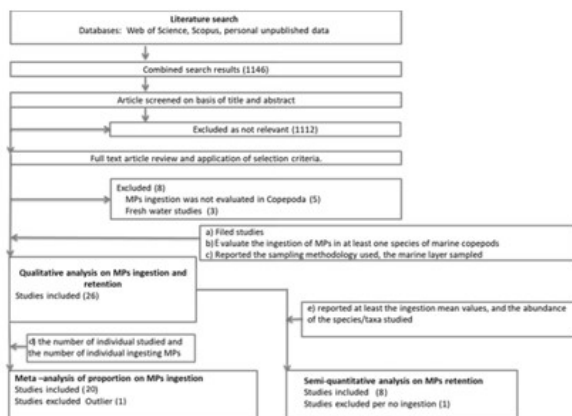 Literature search
Databases: Web of Science, Scopus, personal unpublished data
Combined search results (1146)
Article screened on basis of title and abstract
Excluded as not relevant (1112)
Full text article review and application of selection criteria.
Excluded (8)
MPs ingestion was not evaluated in Copepoda (5)
Fresh water studies (3)
a) Filed studies
b) Evaluate the ingestion of MPs in at least one species of marine copepods
c) Reported the sampling methodology used, the marine layer sampled
Qualitative analysis on MPs ingestion and
retention
Studies included (26)
e) reported at least the ingestion mean values, and the abundance
of the species/taxa studied
d) the number of individual studied and
the number of individual ingesting MPs
Meta –analysis of proportion on MPs ingestion
Studies included (20)
Studies excluded Outlier (1)
Semi-quantitative analysis on MPs retention
Studies included (8)
Studies excluded per no ingestion (1)